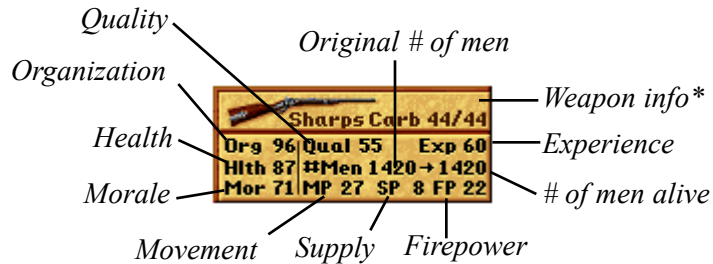 Quality
Original # of men
Organization
Weapon info*
Sharps Carb 44/44
Health
Experience
Org 96 Qual 55 Exp 60
Hlth 87 #Men 1420→1420
Mor 71 MP 27 SP 8 FP 22
Morale
# of men alive
Movement
Supply
Firepower